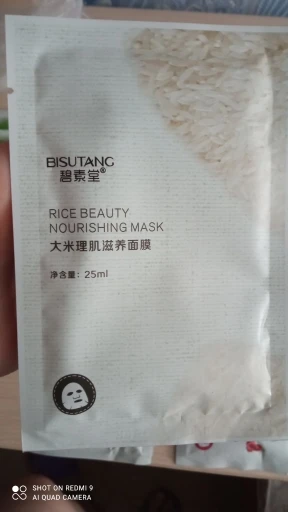 BISUTANG
碧素堂®
RICE BEAUTY
NOURISHING MASK
大米理肌滋养面膜
净含量：25ml
SHOT ON REDMI 9
AI QUAD CAMERA